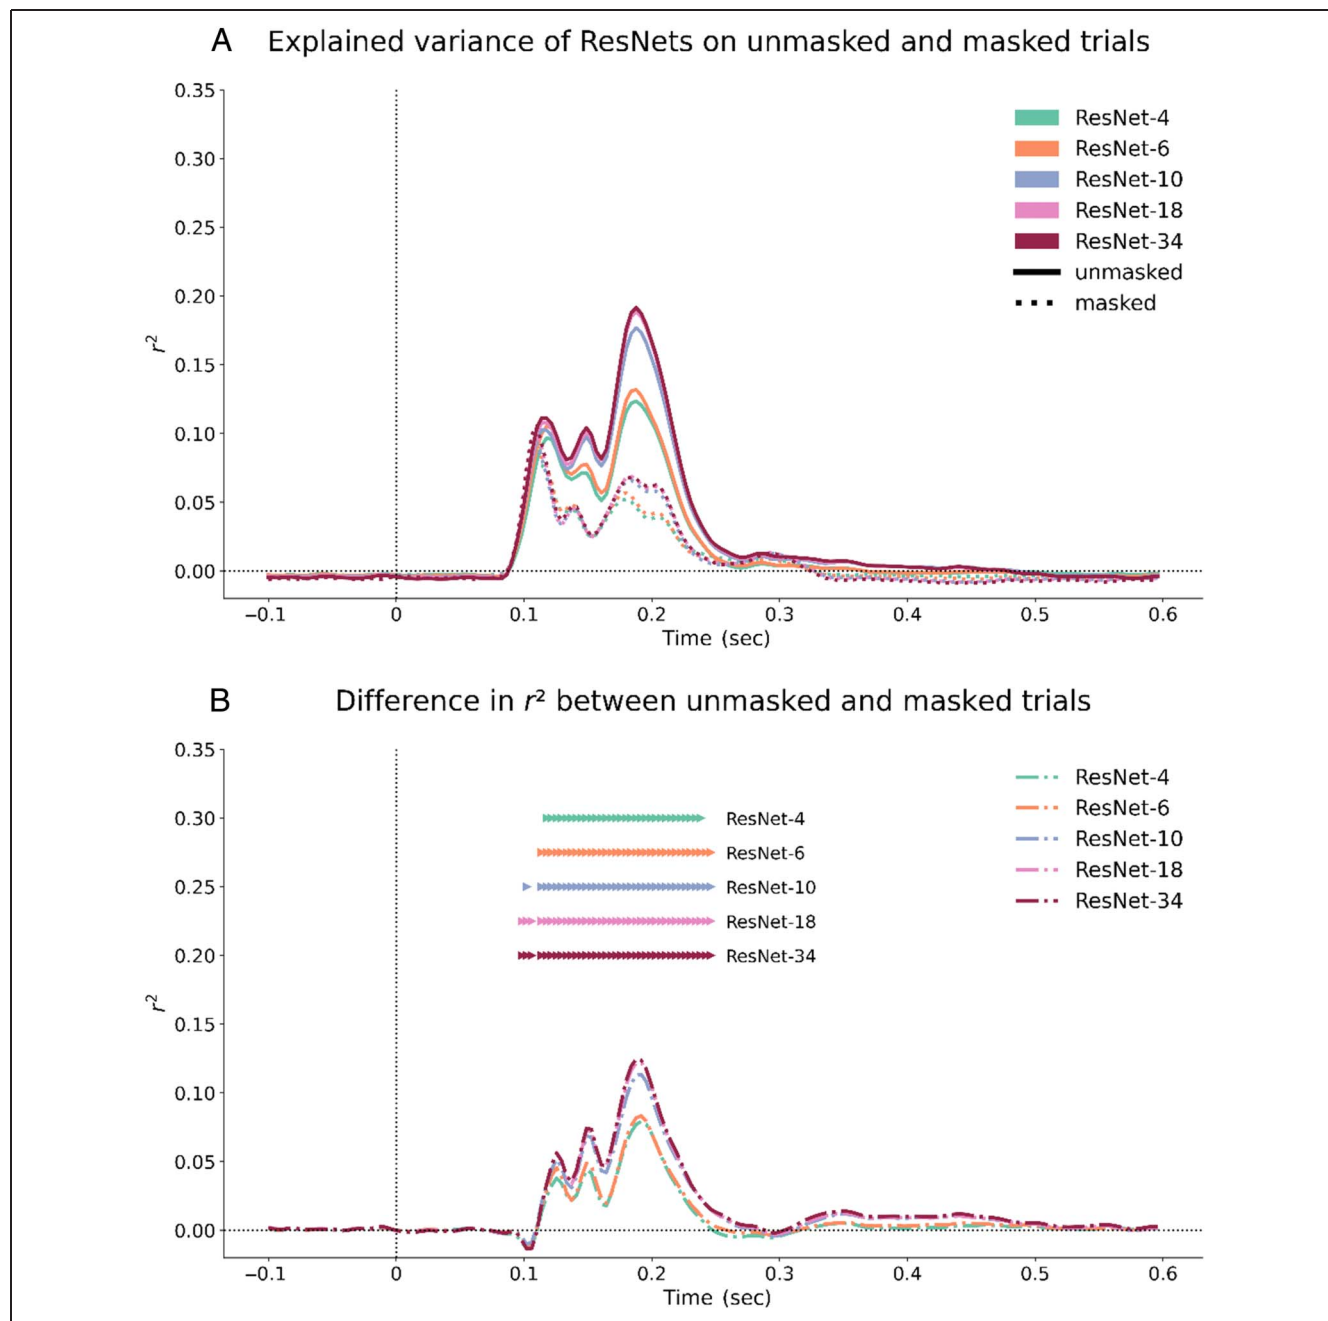 A Explained variance of ResNets on unmasked and masked trials
0.35
0.30
0.25
0.20
0.15
0.10
0.05
0.00
r²
−0.1 0 0.1 0.2 0.3 0.4 0.5 0.6
Time (sec)
ResNet-4
ResNet-6
ResNet-10
ResNet-18
ResNet-34
unmasked
masked
B Difference in r² between unmasked and masked trials
0.35
0.30
0.25
0.20
0.15
0.10
0.05
0.00
r²
ResNet-4
ResNet-6
ResNet-10
ResNet-18
ResNet-34
ResNet-4
ResNet-6
ResNet-10
ResNet-18
ResNet-34
−0.1 0 0.1 0.2 0.3 0.4 0.5 0.6
Time (sec)